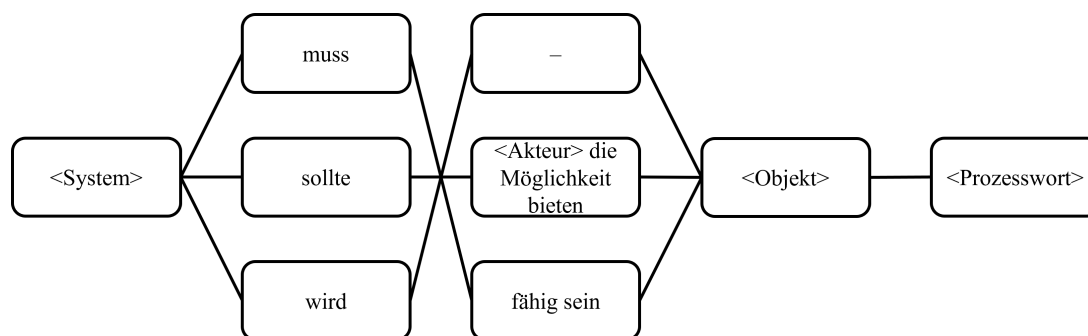 muss
–
<System>
sollte
<Akteur> die
Möglichkeit
bieten
<Objekt>
<Prozesswort>
wird
fähig sein